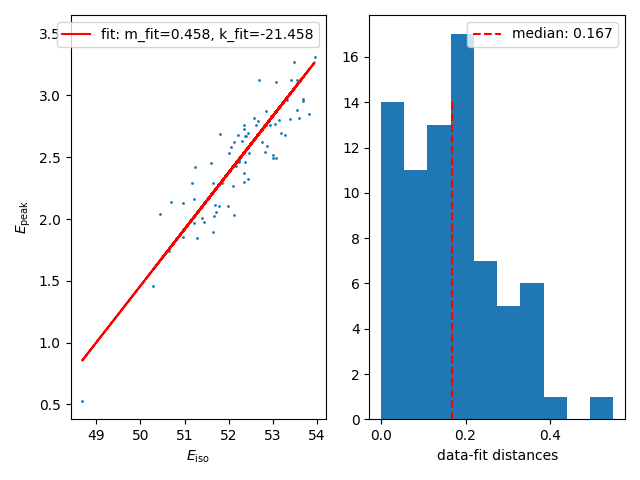 fit: m_fit=0.458, k_fit=-21.458
3.5
3.0
2.5
2.0
1.5
1.0
0.5
E_peak
49 50 51 52 53 54
E_iso
median: 0.167
16
14
12
10
8
6
4
2
0
0.0 0.2 0.4
data-fit distances